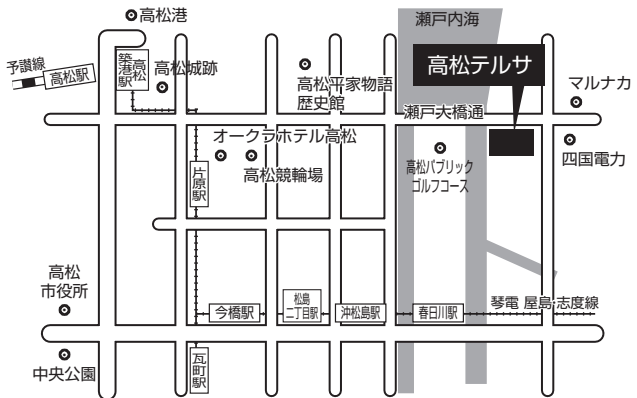 高松港
瀬戸内海
予讃線
高松駅
高松
築港駅
高松城跡
高松平家物語
歴史館
高松テルサ
マルナカ
瀬戸大橋通
オークラホテル高松
高松競輪場
片原駅
高松パブリック
ゴルフコース
四国電力
高松
市役所
今橋駅
松島
二丁目駅
沖松島駅
春日川駅
琴電 屋島 志度線
中央公園
瓦町駅